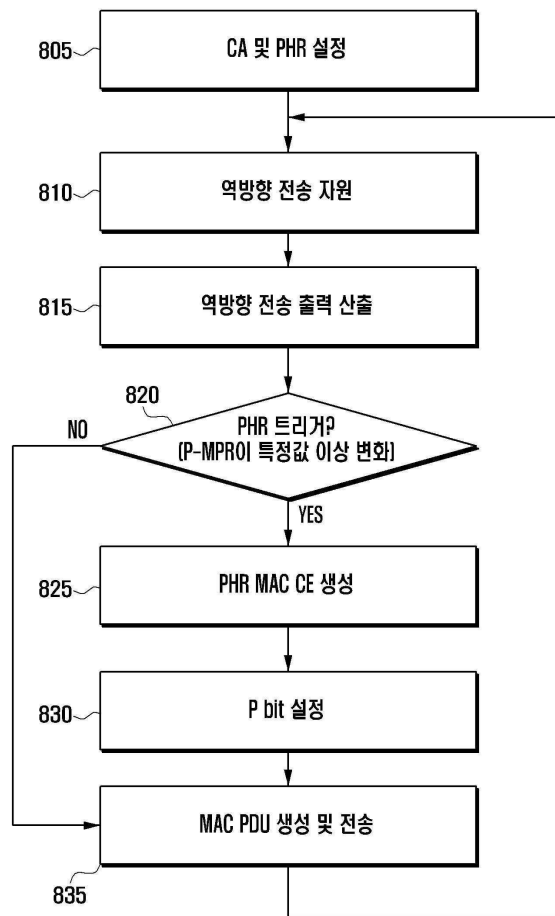 805
CA 및 PHR 설정
810
역방향 전송 자원
815
역방향 전송 출력 산출
820
NO
PHR 트리거?
(P-MPR이 특정값 이상 변화)
YES
825
PHR MAC CE 생성
830
P bit 설정
MAC PDU 생성 및 전송
835